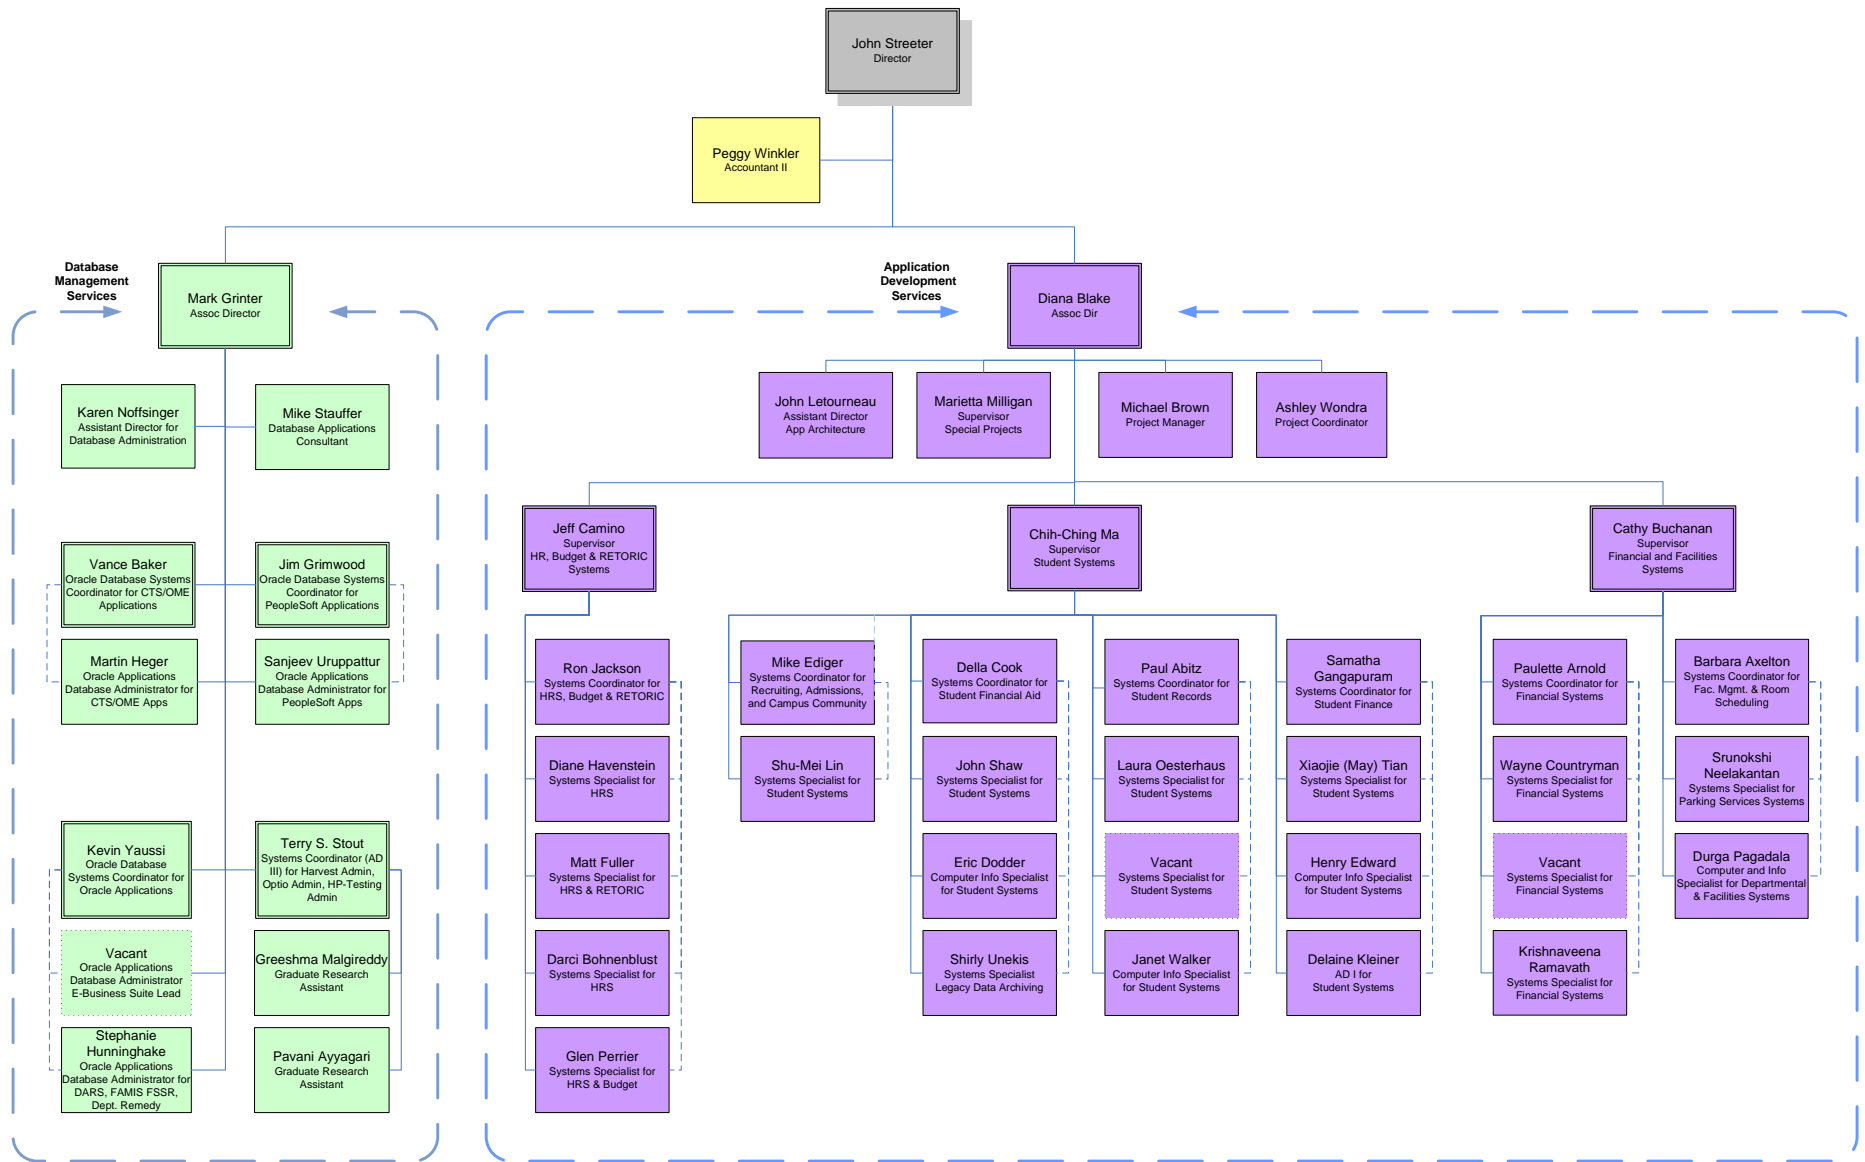 John Streeter
Director
Peggy Winkler
Accountant II
Database
Management
Services
Mark Grinter
Assoc Director
Application
Development
Services
Diana Blake
Assoc Dir
Karen Noffsinger
Assistant Director for
Database Administration
Mike Stauffer
Database Applications
Consultant
John Letourneau
Assistant Director
App Architecture
Marietta Milligan
Supervisor
Special Projects
Michael Brown
Project Manager
Ashley Wondra
Project Coordinator
Vance Baker
Oracle Database Systems
Coordinator for CTS/OME
Applications
Jim Grimwood
Oracle Database Systems
Coordinator for
PeopleSoft Applications
Martin Heger
Oracle Applications
Database Administrator for
CTS/OME Apps
Sanjeev Uruppattur
Oracle Applications
Database Administrator for
PeopleSoft Apps
Kevin Yaussi
Oracle Database
Systems Coordinator for
Oracle Applications
Terry S. Stout
Systems Coordinator (AD
III) for Harvest Admin,
Optio Admin, HP-Testing
Admin
Vacant
Oracle Applications
Database Administrator
E-Business Suite Lead
Greeshma Malgireddy
Graduate Research
Assistant
Stephanie
Hunninghake
Oracle Applications
Database Administrator for
DARS, FAMIS FSSR,
Dept. Remedy
Pavani Ayyagari
Graduate Research
Assistant
Jeff Camino
Supervisor
HR, Budget & RETORIC
Systems
Chih-Ching Ma
Supervisor
Student Systems
Cathy Buchanan
Supervisor
Financial and Facilities
Systems
Ron Jackson
Systems Coordinator for
HRS, Budget & RETORIC
Diane Havenstein
Systems Specialist for
HRS
Matt Fuller
Systems Specialist for
HRS & RETORIC
Darci Bohnenblust
Systems Specialist for
HRS
Glen Perrier
Systems Specialist for
HRS & Budget
Mike Ediger
Systems Coordinator for
Recruiting, Admissions,
and Campus Community
Shu-Mei Lin
Systems Specialist for
Student Systems
Della Cook
Systems Coordinator for
Student Financial Aid
John Shaw
Systems Specialist for
Student Systems
Eric Dodder
Computer Info Specialist
for Student Systems
Shirly Unekis
Systems Specialist
Legacy Data Archiving
Paul Abitz
Systems Coordinator for
Student Records
Laura Oesterhaus
Systems Specialist for
Student Systems
Vacant
Systems Specialist for
Student Systems
Janet Walker
Computer Info Specialist
for Student Systems
Samatha
Gangapuram
Systems Coordinator for
Student Finance
Xiaojie (May) Tian
Systems Specialist for
Student Systems
Henry Edward
Computer Info Specialist
for Student Systems
Delaine Kleiner
AD I for
Student Systems
Paulette Arnold
Systems Coordinator for
Financial Systems
Wayne Countryman
Systems Specialist for
Financial Systems
Vacant
Systems Specialist for
Financial Systems
Krishnaveena
Ramavath
Systems Specialist for
Financial Systems
Barbara Axelton
Systems Coordinator for
Fac. Mgmt. & Room
Scheduling
Srunokshi
Neelakantan
Systems Specialist for
Parking Services Systems
Durga Pagadala
Computer and Info
Specialist for Departmental
& Facilities Systems